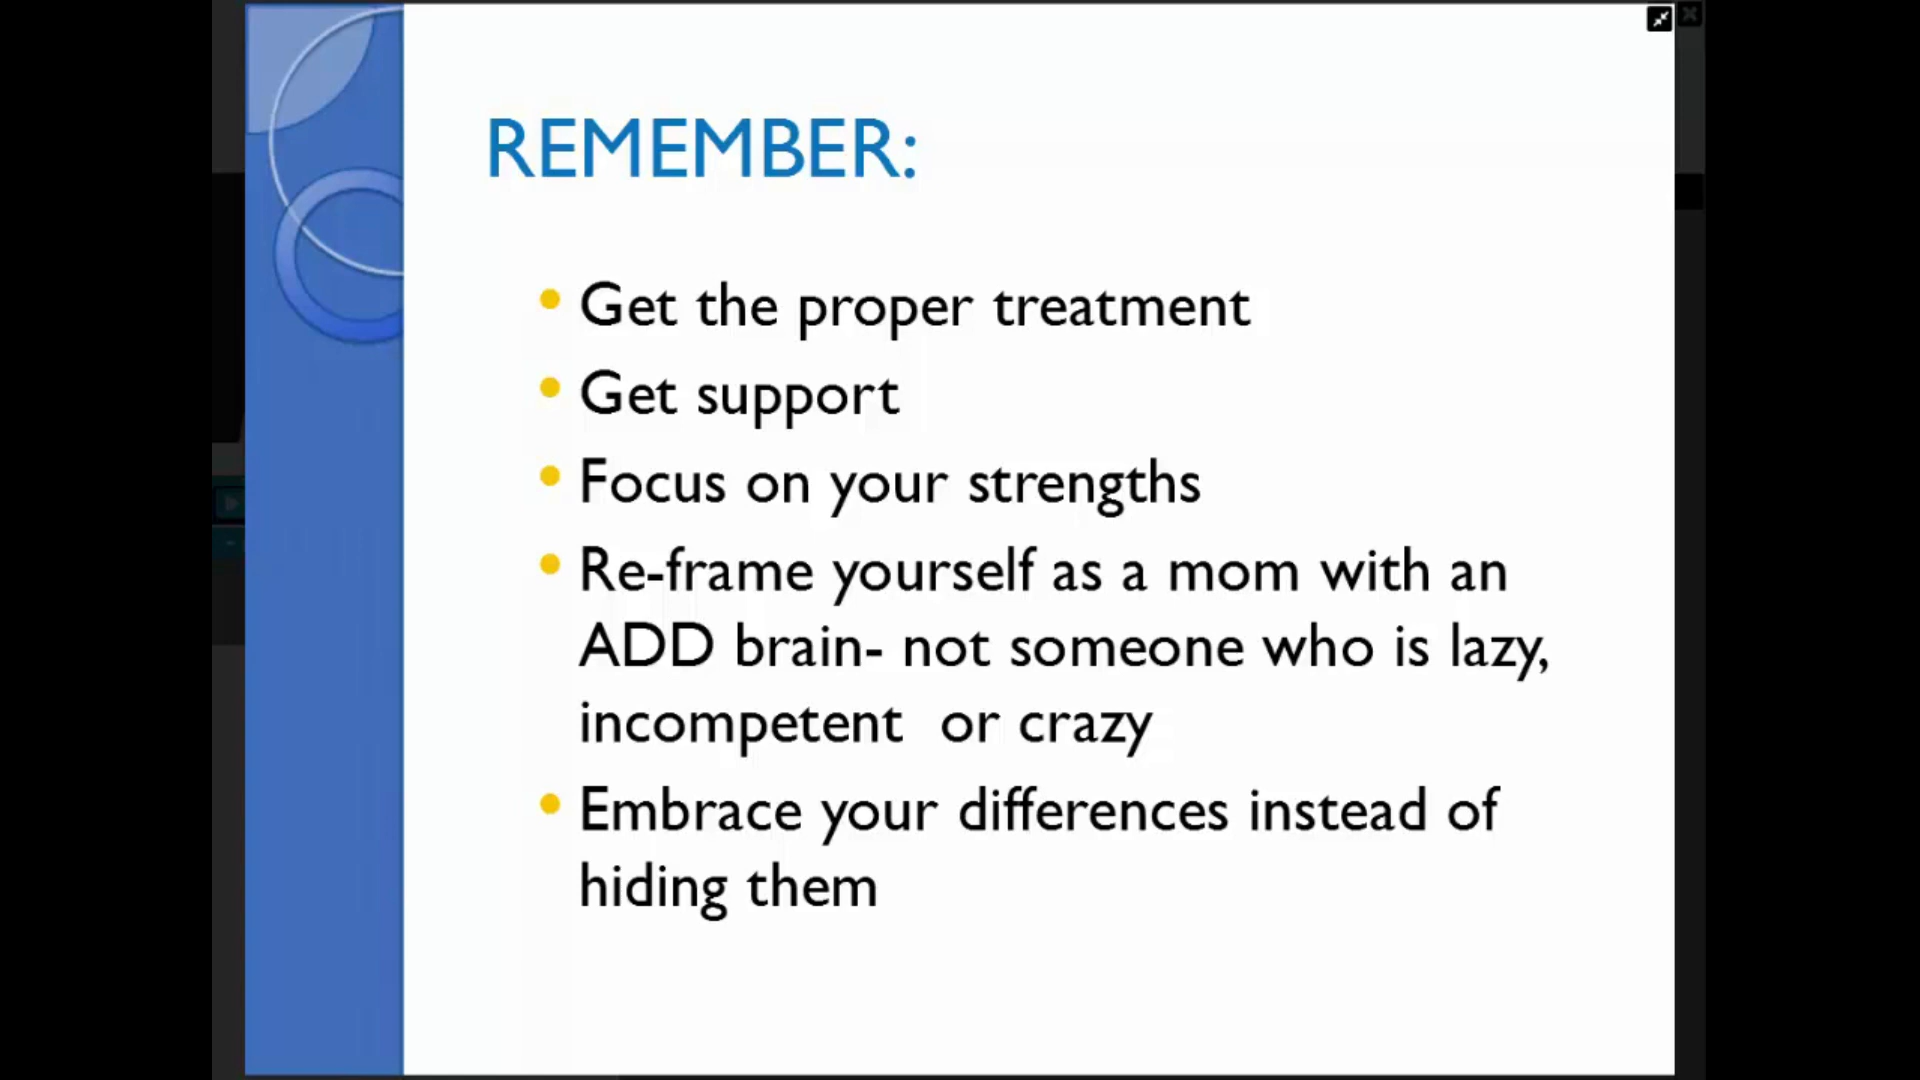 REMEMBER:
• Get the proper treatment
• Get support
• Focus on your strengths
• Re-frame yourself as a mom with an
ADD brain- not someone who is lazy,
incompetent  or crazy
• Embrace your differences instead of
hiding them